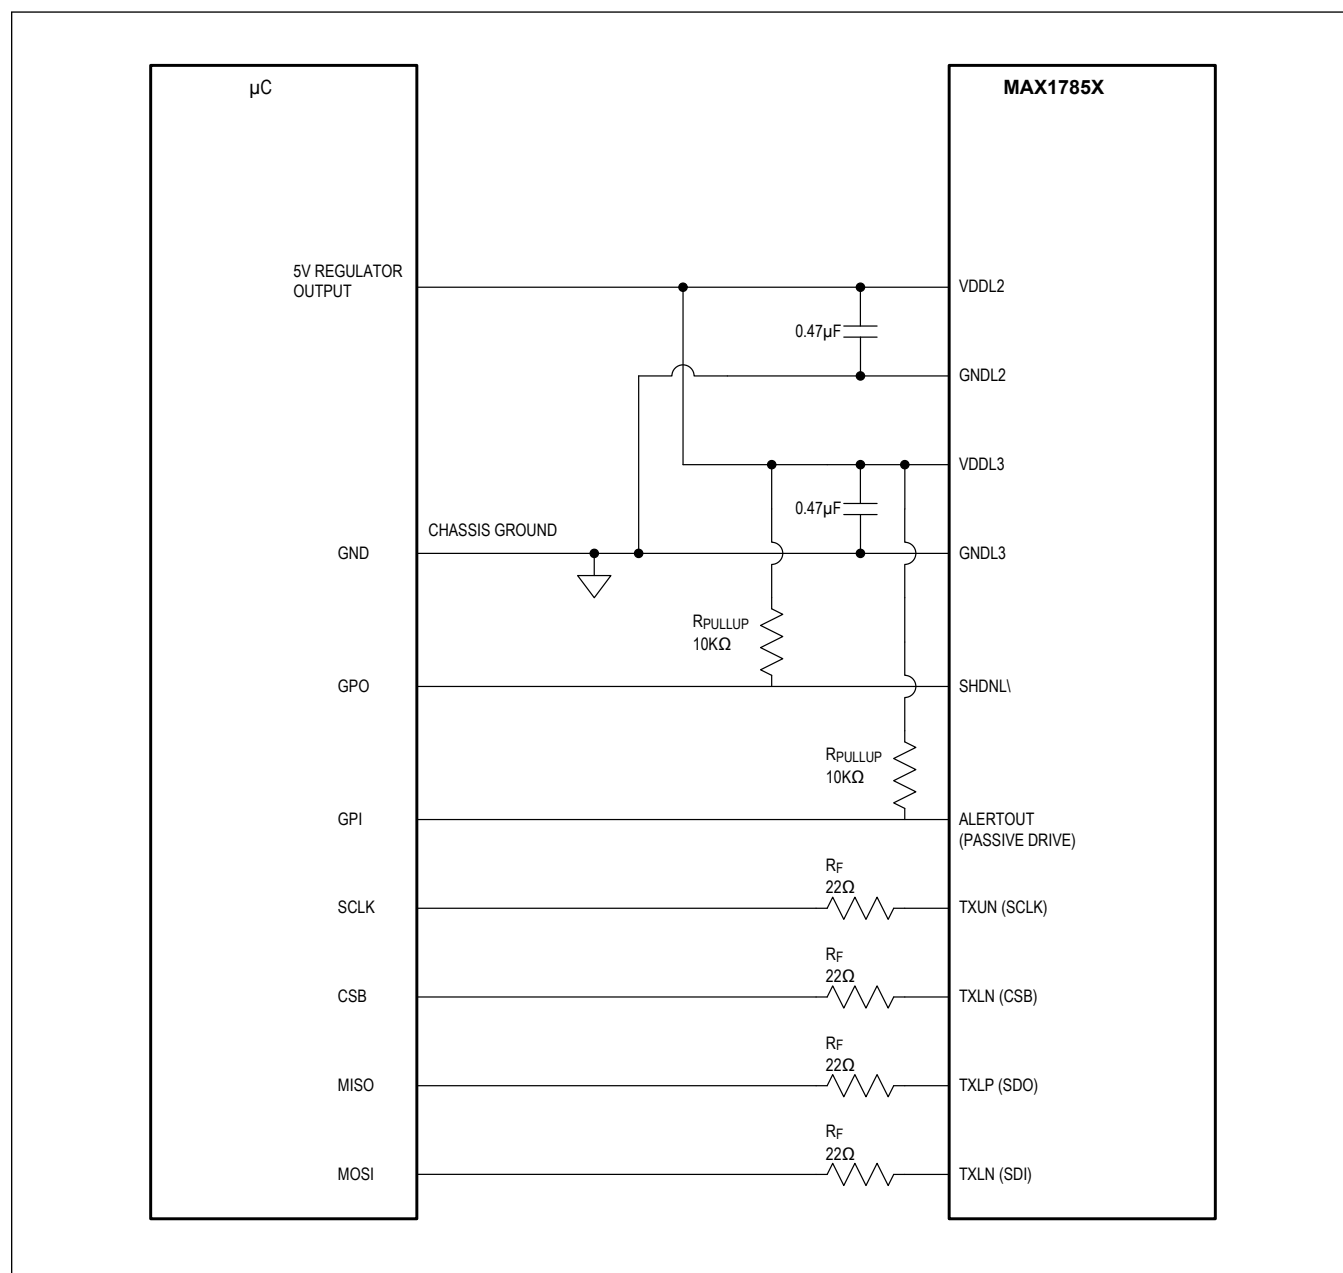 µC
MAX1785X
5V REGULATOR
OUTPUT
VDDL2
0.47µF
GNDL2
VDDL3
0.47µF
CHASSIS GROUND
GND
GNDL3
RPULLUP
10KΩ
GPO
SHDNL\
RPULLUP
10KΩ
GPI
ALERTOUT
(PASSIVE DRIVE)
RF
22Ω
SCLK
TXUN (SCLK)
RF
22Ω
CSB
TXLN (CSB)
RF
22Ω
MISO
TXLP (SDO)
RF
22Ω
MOSI
TXLN (SDI)